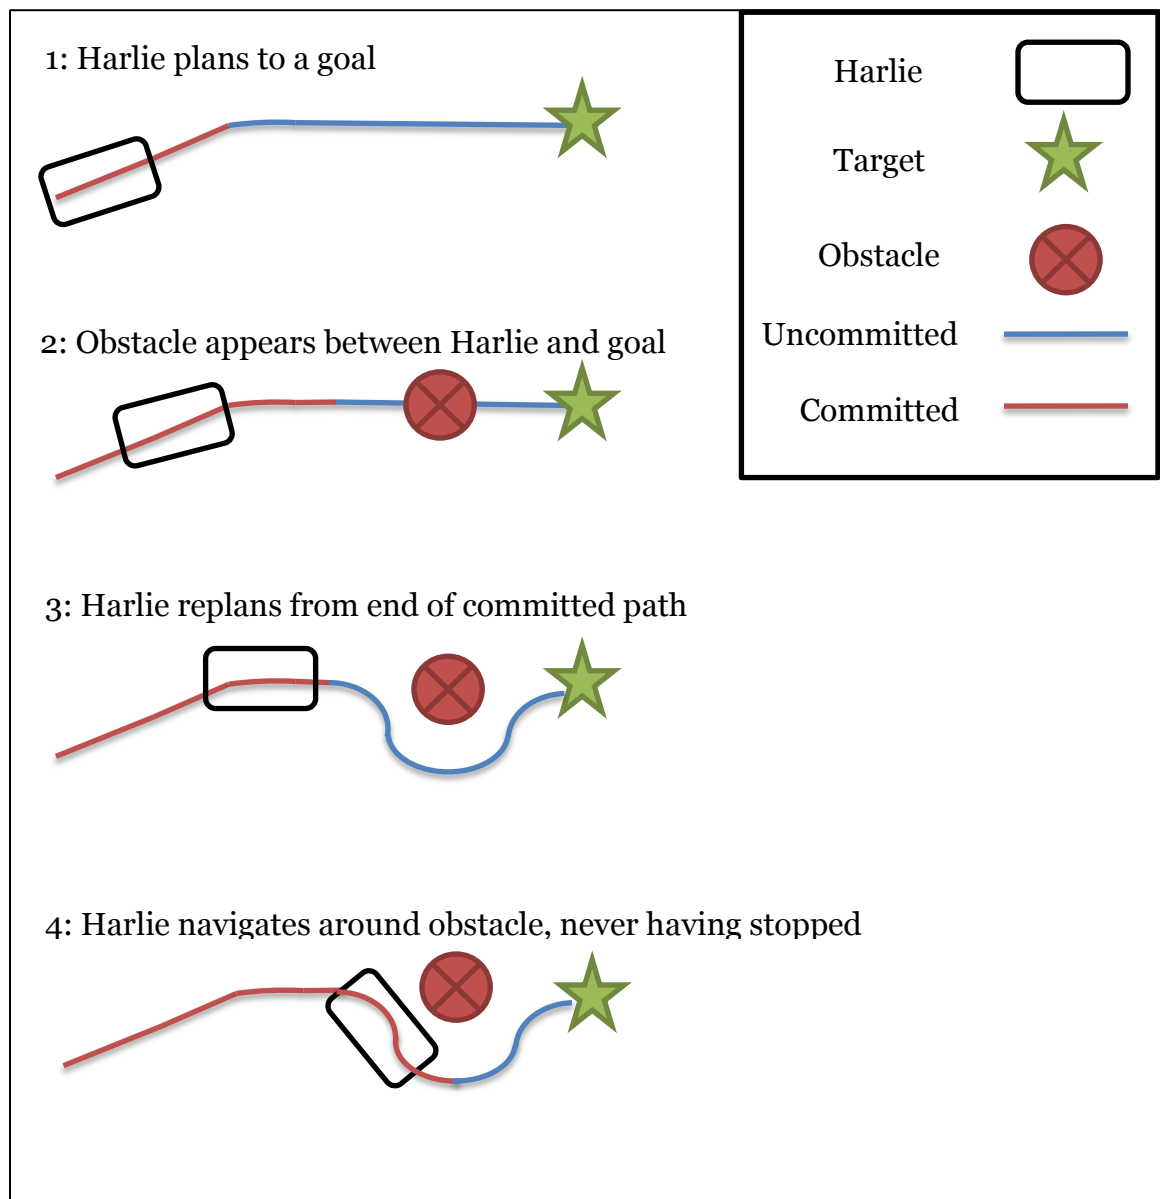 1: Harlie plans to a goal
Harlie
Target
Obstacle
Uncommitted
Committed
2: Obstacle appears between Harlie and goal
3: Harlie replans from end of committed path
4: Harlie navigates around obstacle, never having stopped